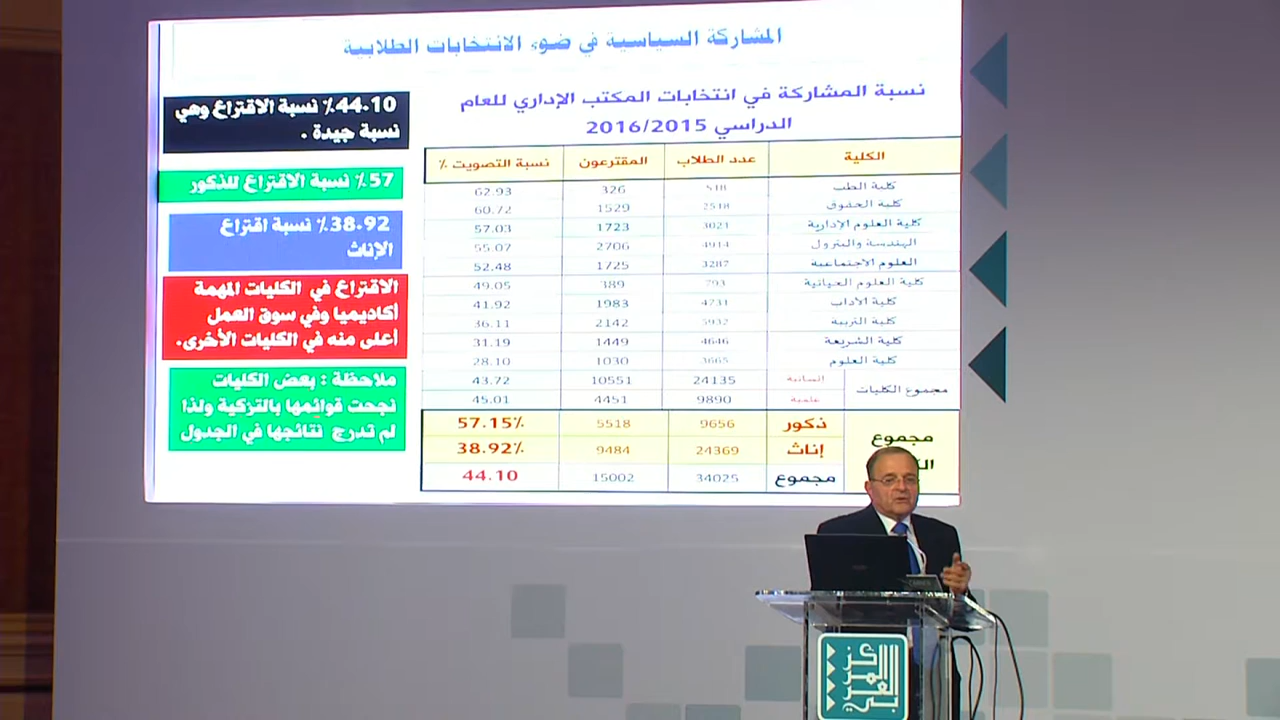 المشاركة السياسية في ضوء الانتخابات الطلابية
نسبة المشاركة في انتخابات المكتب الإداري للعام
الدراسي 2016/2015
الكلية عدد الطلاب المقترعون نسبة التصويت %
كلية الطب 518 326 62.93
كلية الحقوق 2518 1529 60.72
كلية العلوم الإدارية 3021 1723 57.03
الهندسة والبترول 4914 2706 55.07
العلوم الاجتماعية 3287 1725 52.48
كلية العلوم الحياتية 793 389 49.05
كلية الآداب 4731 1983 41.92
كلية التربية 5932 2142 36.11
كلية الشريعة 4646 1449 31.19
كلية العلوم 3665 1030 28.10
مجموع الكليات
إنسانية 24135 10551 43.72
علمية 9890 4451 45.01
مجموع
ذكور 9656 5518 57.15٪
إناث 24369 9484 38.92٪
مجموع 34025 15002 44.10
44.10٪ نسبة الاقتراع وهي
نسبة جيدة .
57٪ نسبة الاقتراع للذكور
38.92٪ نسبة اقتراع
الإناث
الاقتراع في الكليات المهمة
أكاديميا وفي سوق العمل
أعلى منه في الكليات الأخرى.
ملاحظة : بعض الكليات
نجحت قوائمها بالتزكية ولذا
لم تدرج نتائجها في الجدول